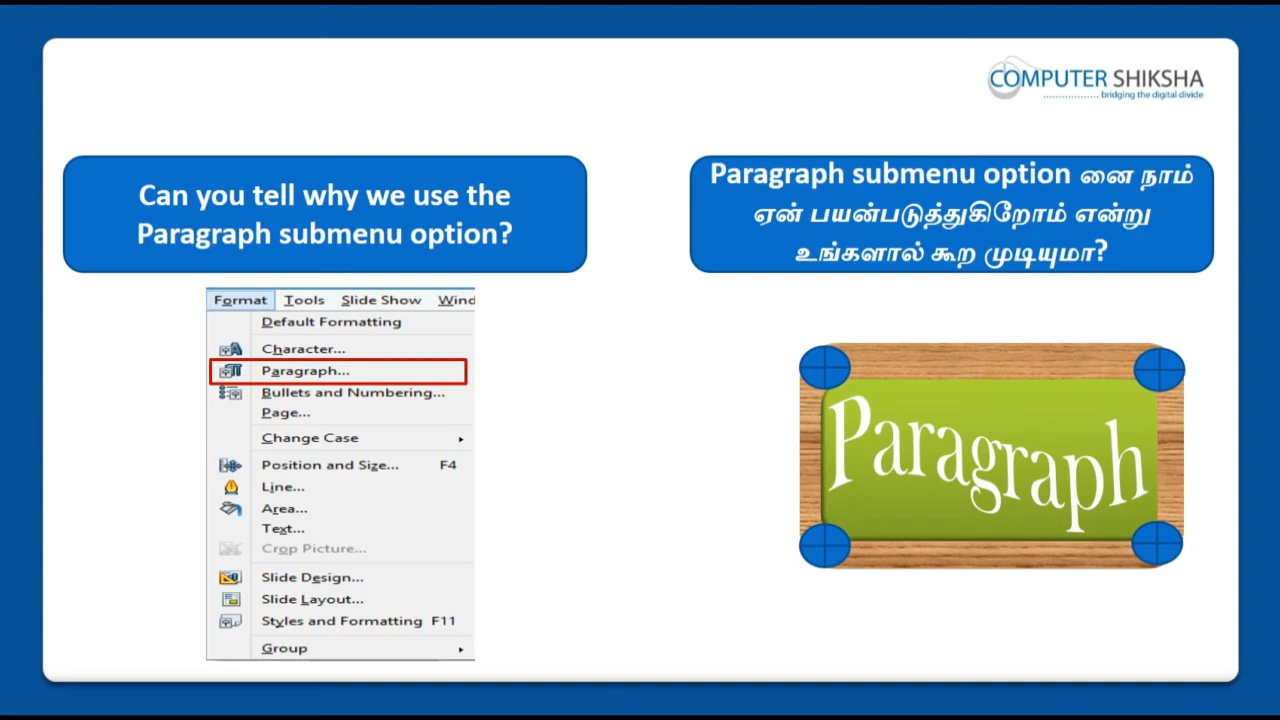 COMPUTER SHIKSHA
bridging the digital divide
Can you tell why we use the
Paragraph submenu option?
Paragraph submenu option னை நாம்
ஏன் பயன்படுத்துகிறோம் என்று
உங்களால் கூற முடியுமா?
Format Tools Slide Show Wind
Default Formatting
Character...
Paragraph...
Bullets and Numbering...
Page...
Change Case
Position and Size... F4
Line...
Area...
Text...
Crop Picture...
Slide Design...
Slide Layout...
Styles and Formatting F11
Group
Paragraph